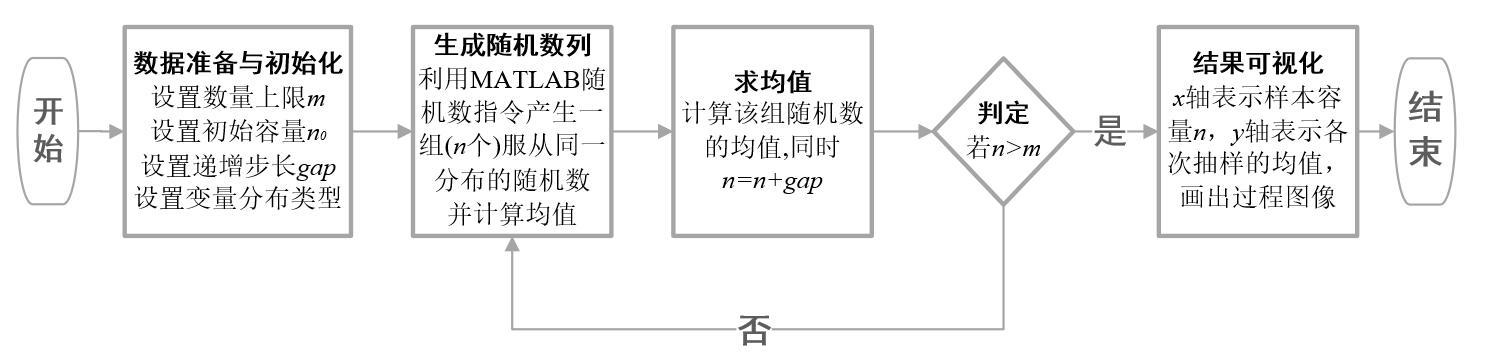 开
始
数据准备与初始化
设置数量上限m
设置初始容量n₀
设置递增步长gap
设置变量分布类型
生成随机数列
利用MATLAB随
机数指令产生一
组(n个)服从同一
分布的随机数
并计算均值
求均值
计算该组随机数
的均值,同时
n=n+gap
判定
若n>m
是
否
结果可视化
x轴表示样本容
量n，y轴表示各
次抽样的均值，
画出过程图像
结
束